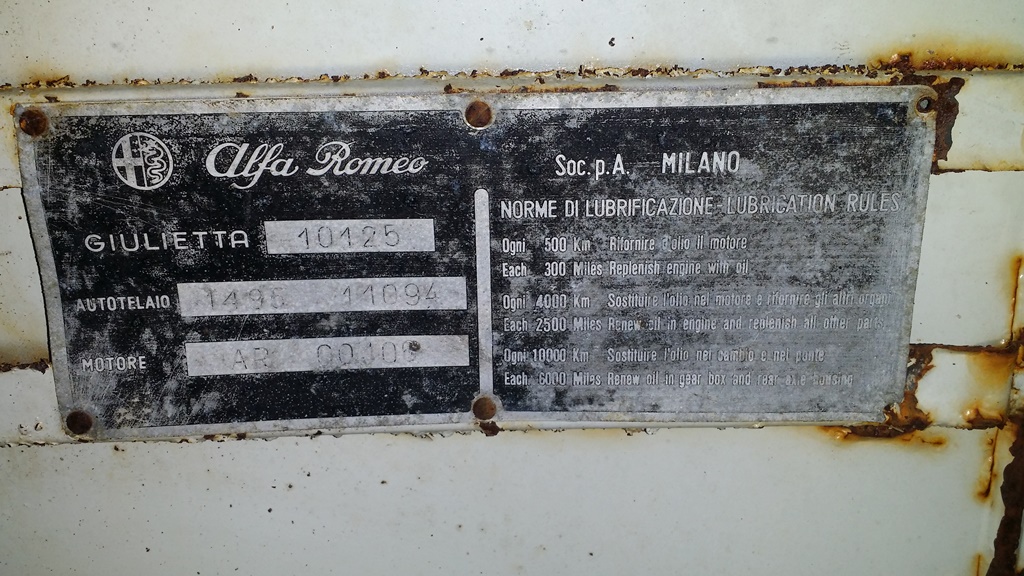 Alfa Romeo
GIULIETTA 10125
AUTOTELAIO 1495 11094
MOTORE AR 00106
Soc.p.A. MILANO
NORME DI LUBRIFICAZIONE - LUBRICATION RULES
Ogni 500 Km Rifornire d'olio il motore
Each 300 Miles Replenish engine with oil
Ogni 4000 Km Sostituire l'olio nel motore e rifornire gli altri organi
Each 2500 Miles Renew oil in engine and replenish all other parts
Ogni 10000 Km Sostituire l'olio nel cambio e nel ponte
Each 6000 Miles Renew oil in gear box and rear axle housing